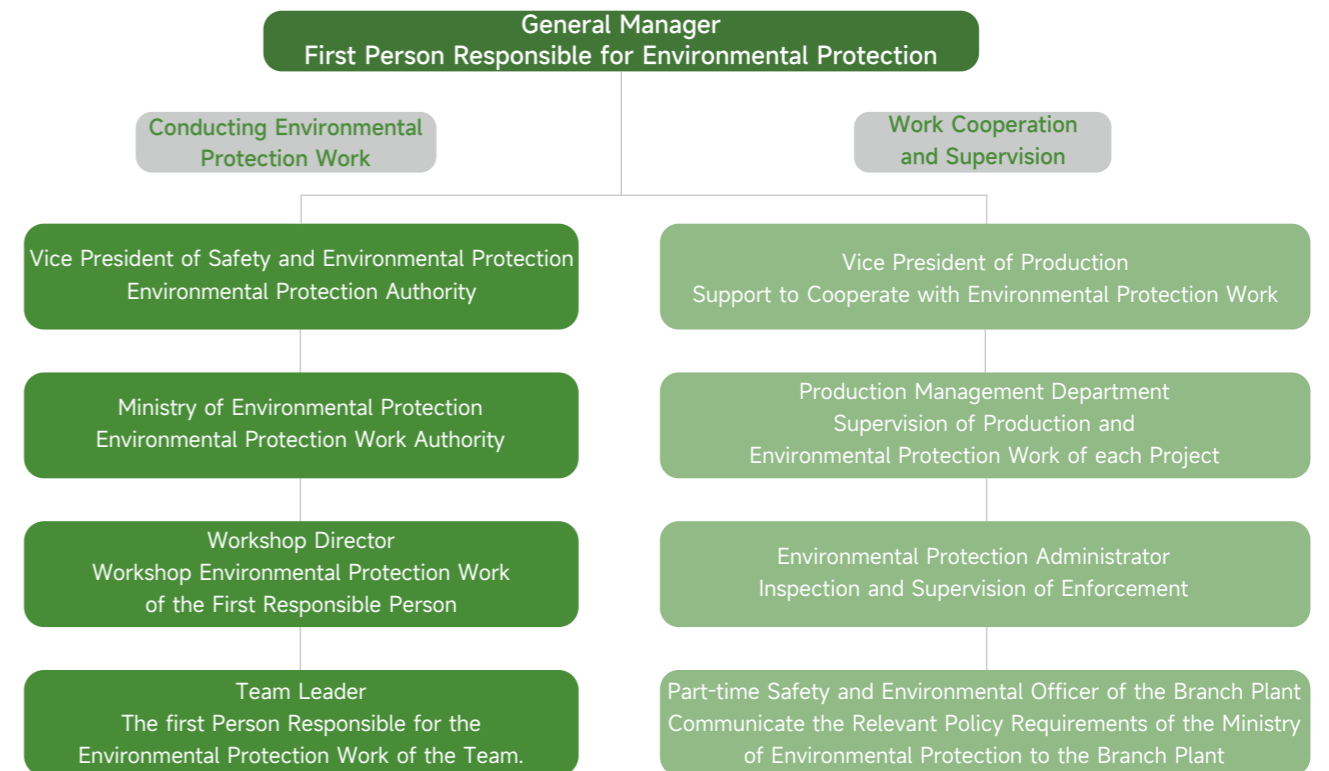 General Manager
First Person Responsible for Environmental Protection
Conducting Environmental
Protection Work
Work Cooperation
and Supervision
Vice President of Safety and Environmental Protection
Environmental Protection Authority
Vice President of Production
Support to Cooperate with Environmental Protection Work
Ministry of Environmental Protection
Environmental Protection Work Authority
Production Management Department
Supervision of Production and
Environmental Protection Work of each Project
Workshop Director
Workshop Environmental Protection Work
of the First Responsible Person
Environmental Protection Administrator
Inspection and Supervision of Enforcement
Team Leader
The first Person Responsible for the
Environmental Protection Work of the Team.
Part-time Safety and Environmental Officer of the Branch Plant
Communicate the Relevant Policy Requirements of the Ministry
of Environmental Protection to the Branch Plant